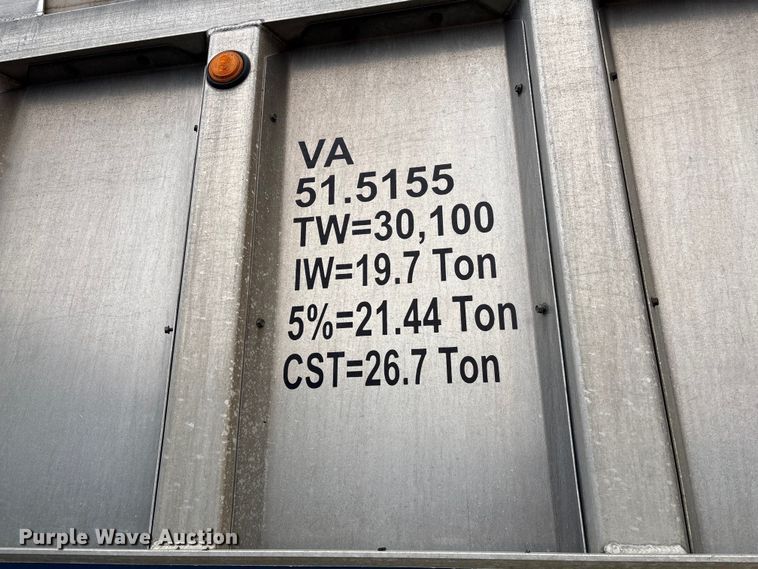 VA
51.5155
TW=30,100
IW=19.7 Ton
5%=21.44 Ton
CST=26.7 Ton
Purple Wave Auction